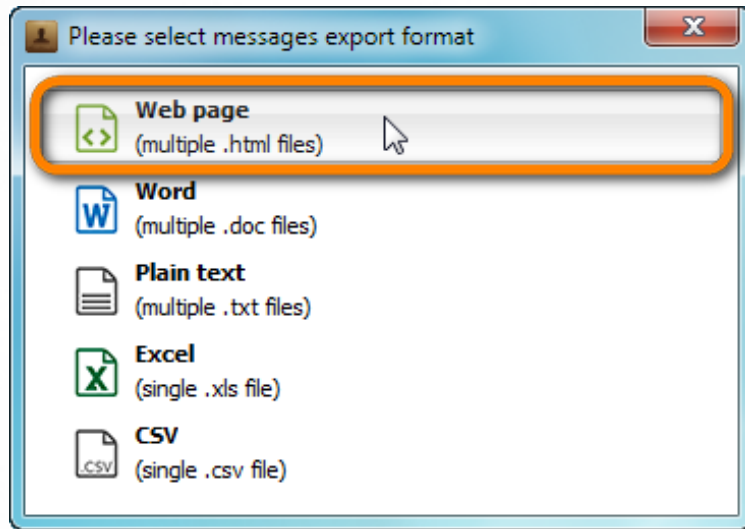 Please select messages export format
Web page
(multiple .html files)
Word
(multiple .doc files)
Plain text
(multiple .txt files)
Excel
(single .xls file)
.csv
CSV
(single .csv file)